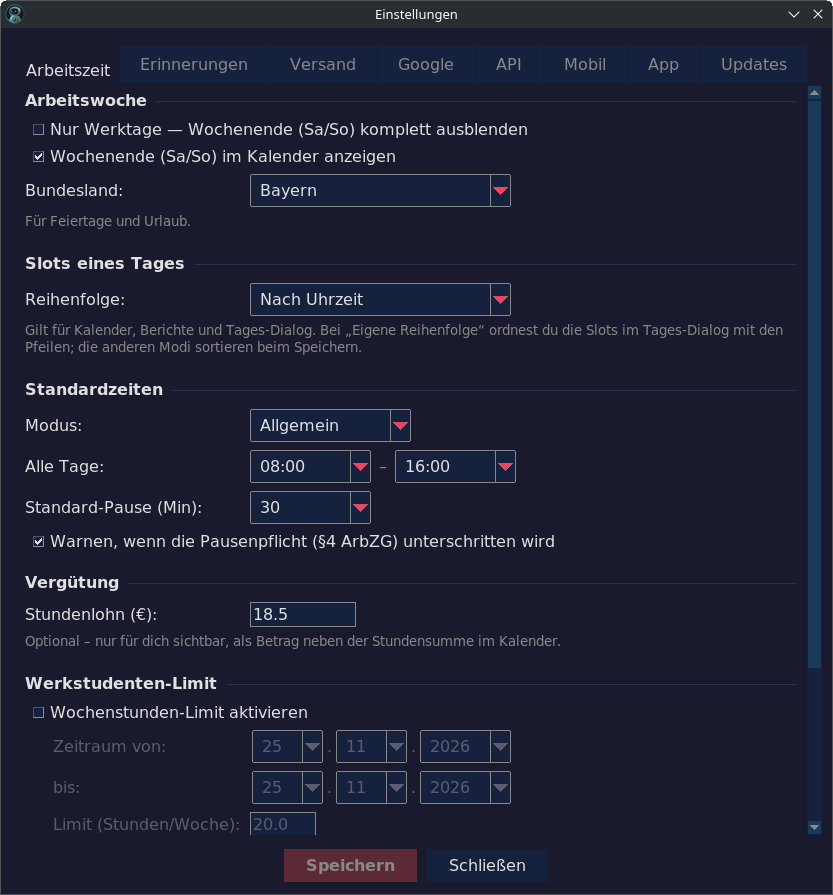 Einstellungen
Arbeitszeit Erinnerungen Versand Google API Mobil App Updates
Arbeitswoche
Nur Werktage — Wochenende (Sa/So) komplett ausblenden
Wochenende (Sa/So) im Kalender anzeigen
Bundesland: Bayern
Für Feiertage und Urlaub.
Slots eines Tages
Reihenfolge: Nach Uhrzeit
Gilt für Kalender, Berichte und Tages-Dialog. Bei „Eigene Reihenfolge“ ordnest du die Slots im Tages-Dialog mit den
Pfeilen; die anderen Modi sortieren beim Speichern.
Standardzeiten
Modus: Allgemein
Alle Tage: 08:00 – 16:00
Standard-Pause (Min): 30
Warnen, wenn die Pausenpflicht (§4 ArbZG) unterschritten wird
Vergütung
Stundenlohn (€): 18.5
Optional – nur für dich sichtbar, als Betrag neben der Stundensumme im Kalender.
Werkstudenten-Limit
Wochenstunden-Limit aktivieren
Zeitraum von: 25 . 11 . 2026
bis: 25 . 11 . 2026
Limit (Stunden/Woche): 20.0
Speichern Schließen